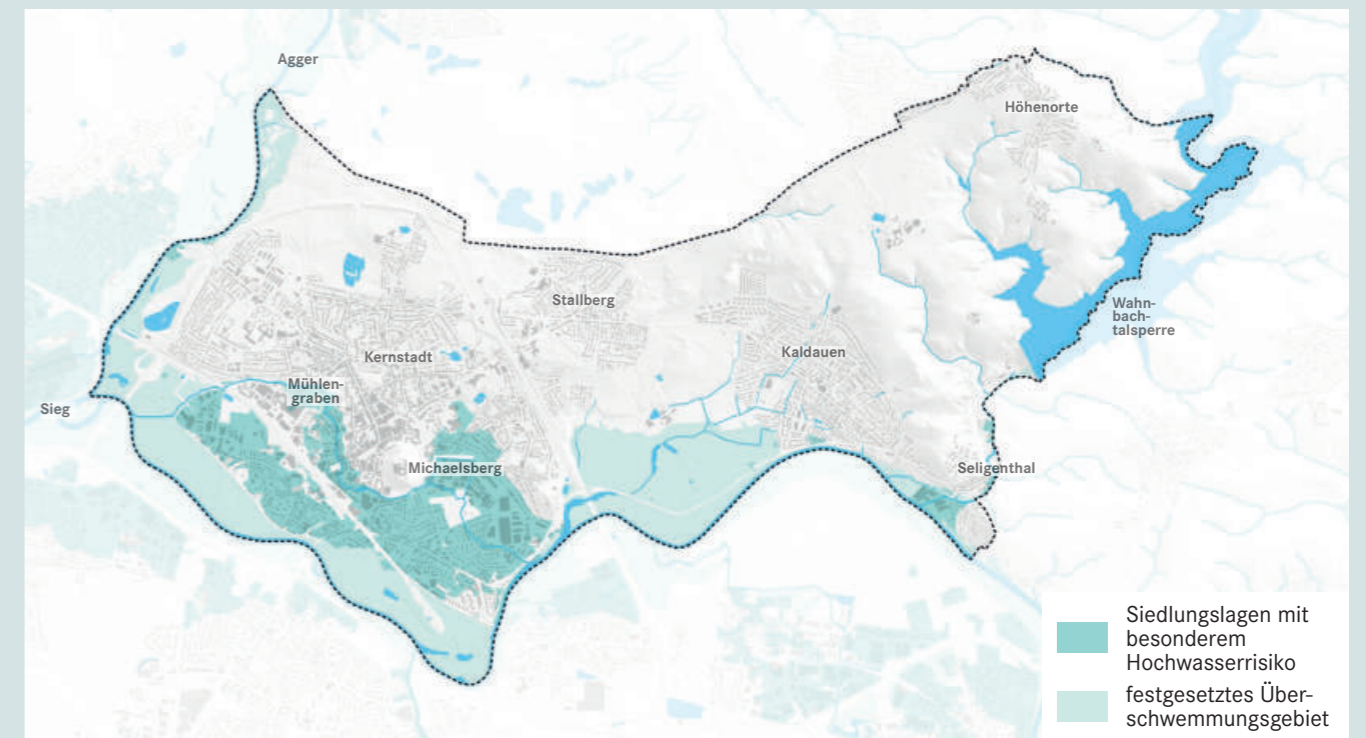 Agger
Höhenorte
Stallberg
Wahn-
bach-
talsperre
Kernstadt
Kaldauen
Mühlen-
graben
Sieg
Michaelsberg
Seligenthal
Siedlungslagen mit
besonderem
Hochwasserrisiko
festgesetztes Über-
schwemmungsgebiet